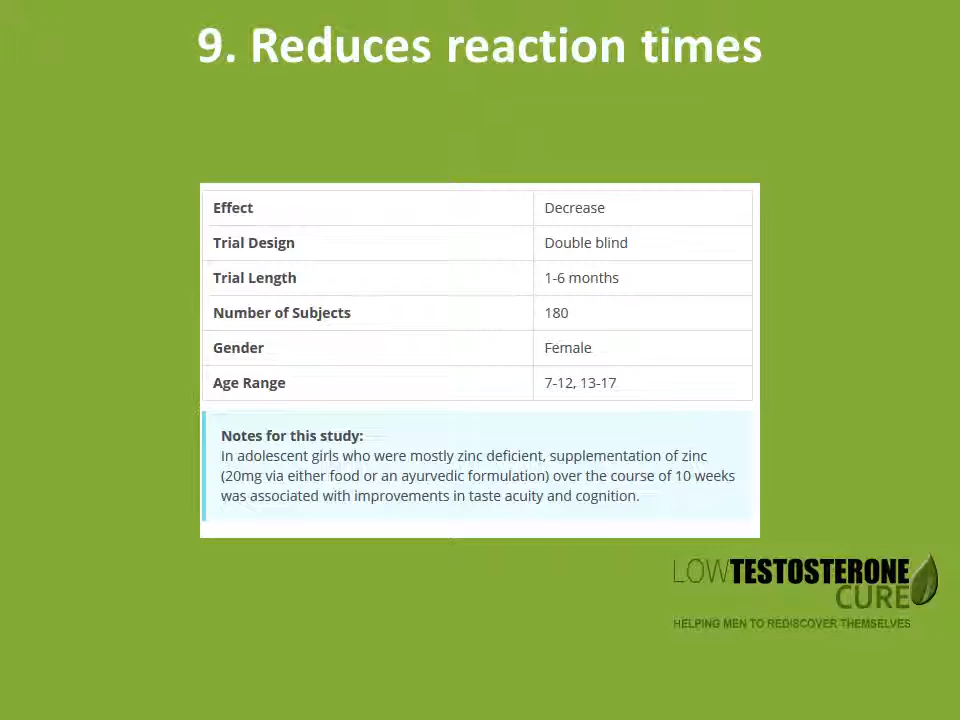 9. Reduces reaction times
Effect Decrease
Trial Design Double blind
Trial Length 1-6 months
Number of Subjects 180
Gender Female
Age Range 7-12, 13-17
Notes for this study:
In adolescent girls who were mostly zinc deficient, supplementation of zinc
(20mg via either food or an ayurvedic formulation) over the course of 10 weeks
was associated with improvements in taste acuity and cognition.
LOWTESTOSTERONE
CURE
HELPING MEN TO REDISCOVER THEMSELVES